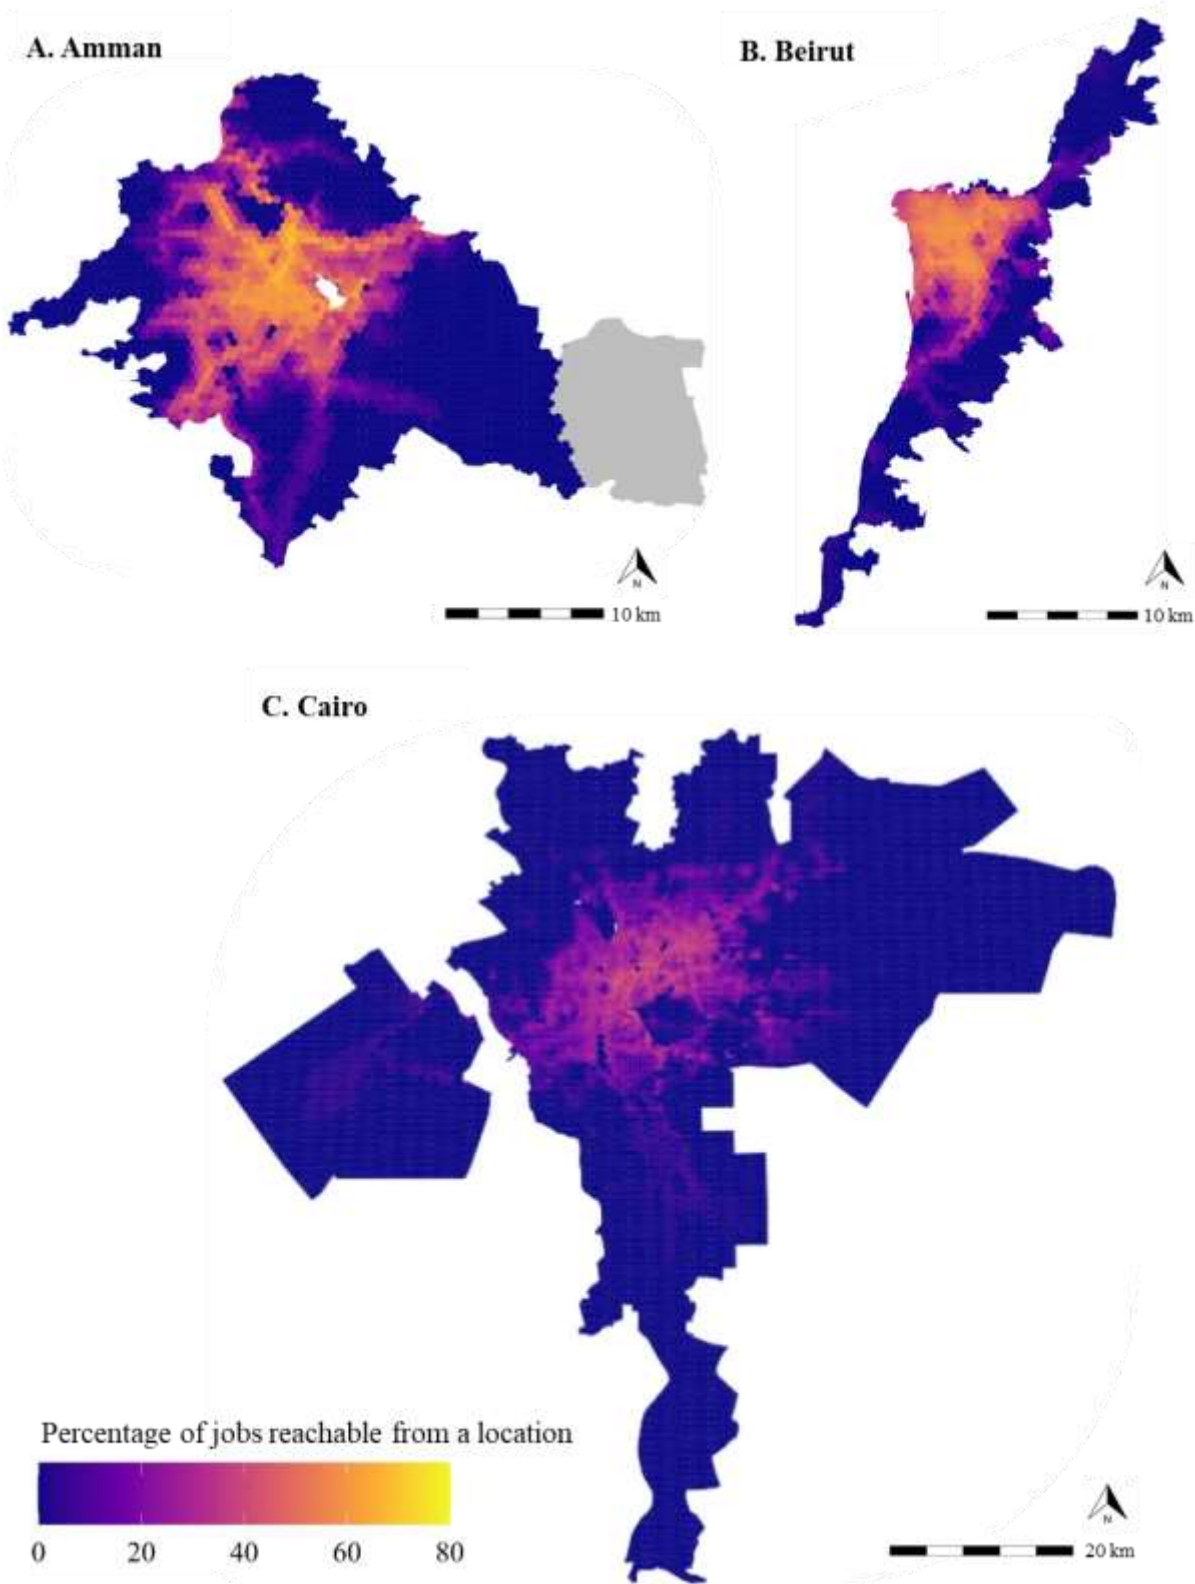 A. Amman
B. Beirut
N
10 km
N
10 km
C. Cairo
Percentage of jobs reachable from a location
0 20 40 60 80
N
20 km